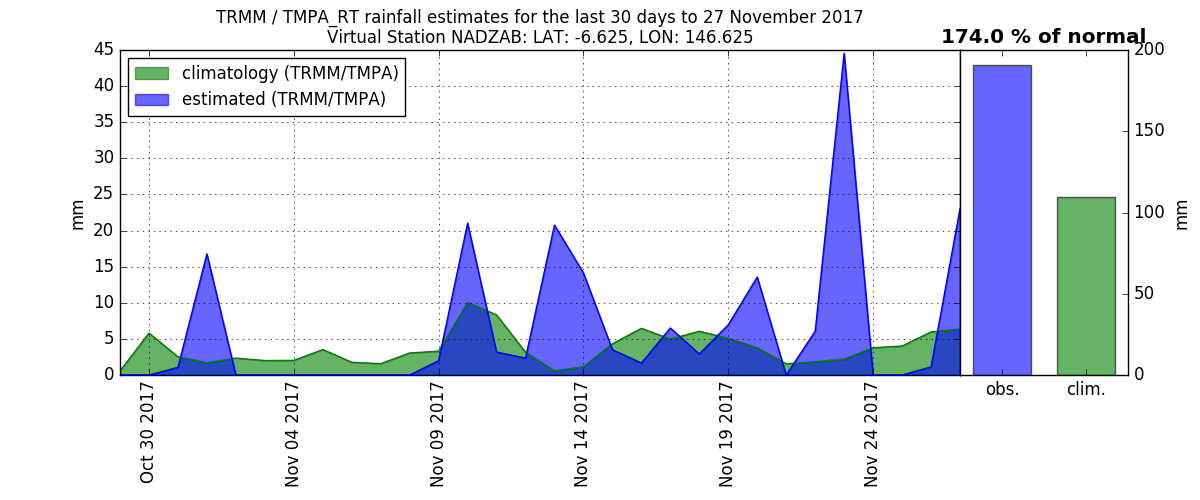 TRMM / TMPA_RT rainfall estimates for the last 30 days to 27 November 2017
Virtual Station NADZAB: LAT: -6.625, LON: 146.625
174.0 % of normal
climatology (TRMM/TMPA)
estimated (TRMM/TMPA)
45
40
35
30
25
20
15
10
5
0
mm
Oct 30 2017
Nov 04 2017
Nov 09 2017
Nov 14 2017
Nov 19 2017
Nov 24 2017
200
150
100
50
0
mm
obs.
clim.